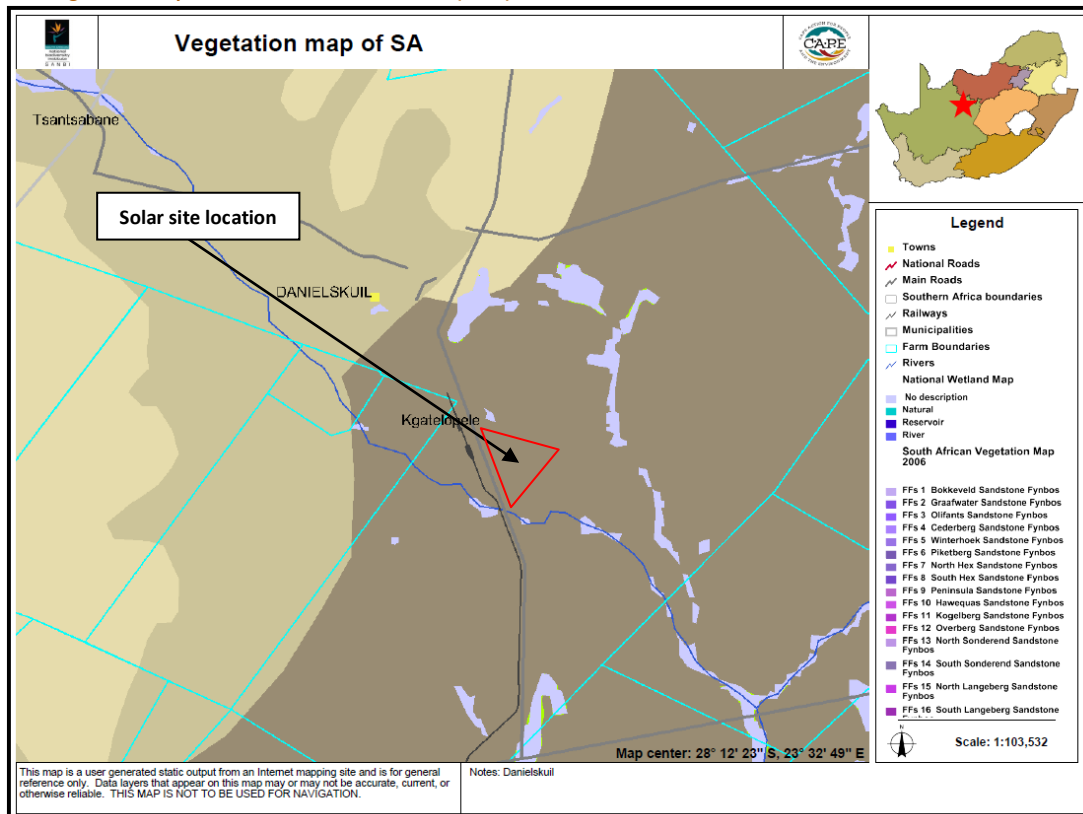 Vegetation map of SA
SANBI
CAPE
Tsantsabane
Solar site location
DANIELSKUIL
Kgatelopele
Map center: 28° 12' 23" S, 23° 32' 49" E
Legend
Towns
National Roads
Main Roads
Southern Africa boundaries
Railways
Municipalities
Farm Boundaries
Rivers
National Wetland Map
No description
Natural
Reservoir
River
South African Vegetation Map
2006
FFs 1 Bokkeveld Sandstone Fynbos
FFs 2 Graafwater Sandstone Fynbos
FFs 3 Olifants Sandstone Fynbos
FFs 4 Cederberg Sandstone Fynbos
FFs 5 Winterhoek Sandstone Fynbos
FFs 6 Piketberg Sandstone Fynbos
FFs 7 North Hex Sandstone Fynbos
FFs 8 South Hex Sandstone Fynbos
FFs 9 Peninsula Sandstone Fynbos
FFs 10 Hawequas Sandstone Fynbos
FFs 11 Kogelberg Sandstone Fynbos
FFs 12 Overberg Sandstone Fynbos
FFs 13 North Sonderend Sandstone
Fynbos
FFs 14 South Sonderend Sandstone
Fynbos
FFs 15 North Langeberg Sandstone
Fynbos
FFs 16 South Langeberg Sandstone
N
Scale: 1:103,532
This map is a user generated static output from an Internet mapping site and is for general
reference only. Data layers that appear on this map may or may not be accurate, current, or
otherwise reliable. THIS MAP IS NOT TO BE USED FOR NAVIGATION.
Notes: Danielskuil